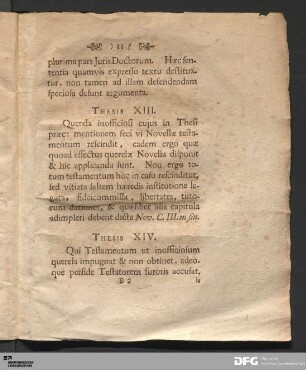 ) 11 (
plurima pars Juris Doctorum. Hæc sen-
tentia quamvis expresso textu destitua-
tur, non tamen ad illam defendendam
speciosa desunt argumenta.
THESIS XIII.
Querela inofficiosi cujus in Thesi
præc: mentionem feci vi Novellæ testa-
mentum rescindit, eadem ergo quæ
quoad effectus querelæ Novella disponit
& hic applicanda sunt. Non ergo to-
tum testamentum hoc in casu rescinditur,
sed vitiata saltem hæredis institutione le-
gata, fideicommissa, libertates, tuto-
& quælibet alia capitula
adimpleri debent dicta Nov. C. III. in fin.
THESIS XIV.
Qui Testamentum ut inofficiosum
querela impugnat & non obtinet, adeo-
que perfide Testatorem furoris accusat,
B 2
is
DFG